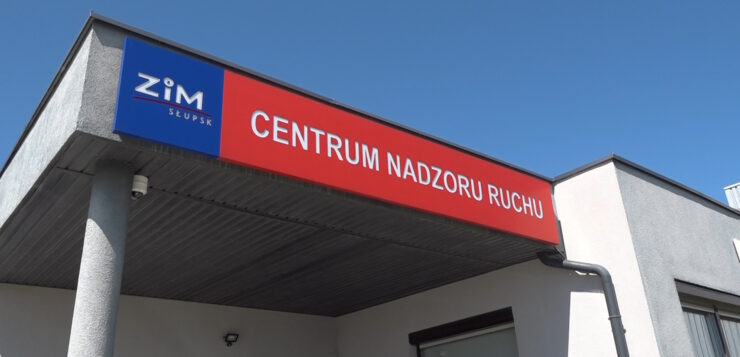 ZiM
SŁUPSK
CENTRUM NADZORU RUCHU